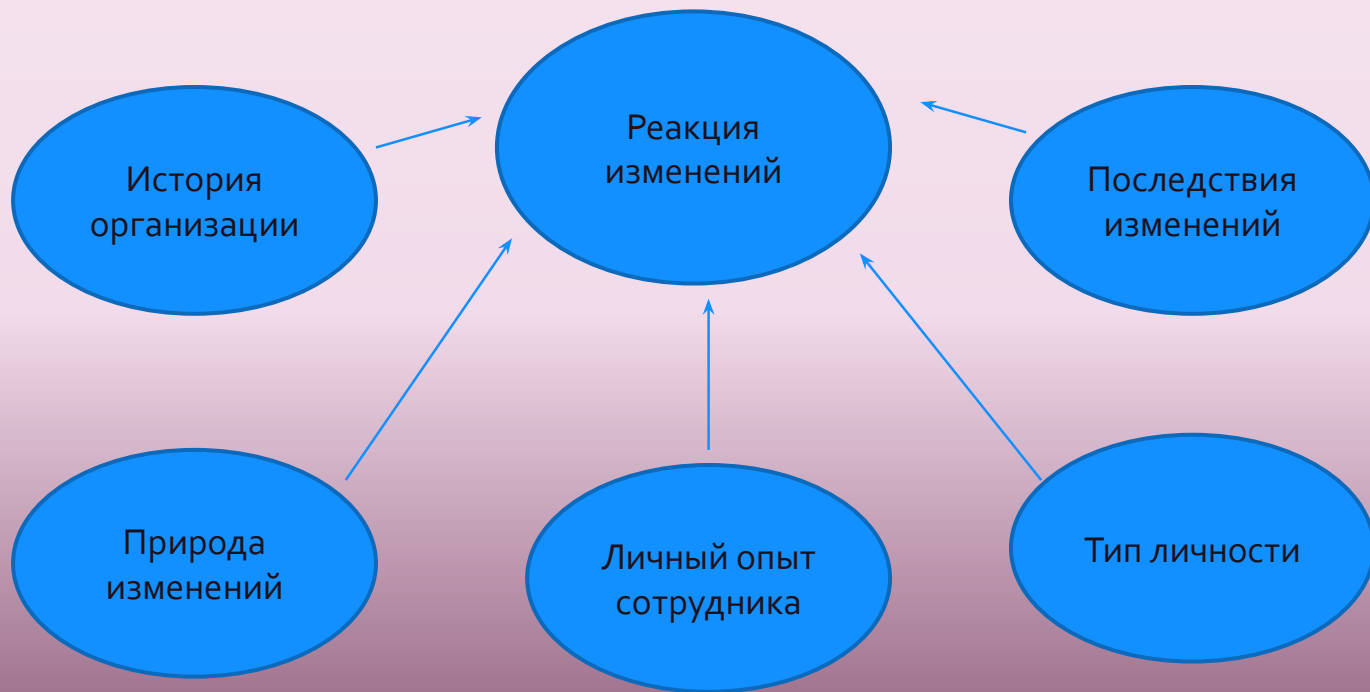 Реакция
изменений
История
организации
Последствия
изменений
Природа
изменений
Личный опыт
сотрудника
Тип личности